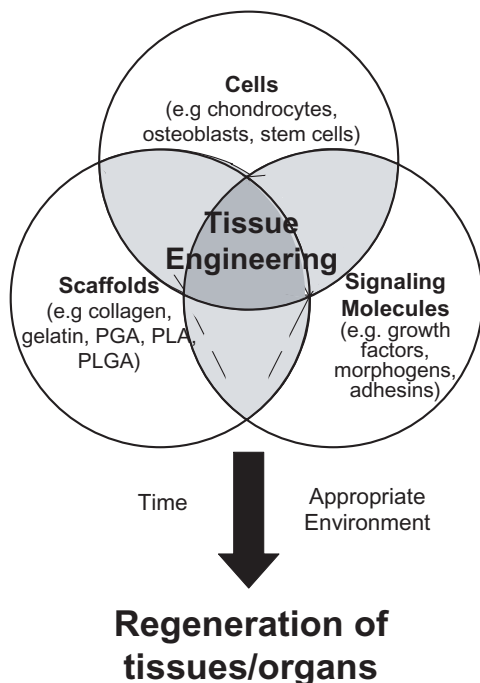 Cells
(e.g chondrocytes,
osteoblasts, stem cells)
Tissue
Engineering
Scaffolds
(e.g collagen,
gelatin, PGA, PLA,
PLGA)
Signaling
Molecules
(e.g. growth
factors,
morphogens,
adhesins)
Time
Appropriate
Environment
Regeneration of
tissues/organs